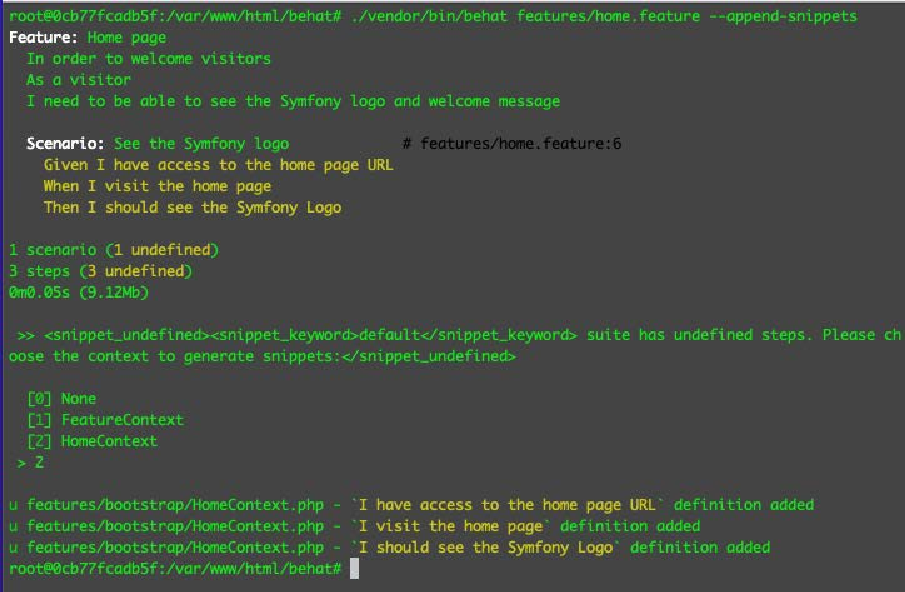 root@0cb77fcadb5f:/var/www/html/behat# ./vendor/bin/behat features/home.feature --append-snippets
Feature: Home page
  In order to welcome visitors
  As a visitor
  I need to be able to see the Symfony logo and welcome message
  Scenario: See the Symfony logo             # features/home.feature:6
    Given I have access to the home page URL
    When I visit the home page
    Then I should see the Symfony Logo
1 scenario (1 undefined)
3 steps (3 undefined)
0m0.05s (9.12Mb)
 >> <snippet_undefined><snippet_keyword>default</snippet_keyword> suite has undefined steps. Please ch
oose the context to generate snippets:</snippet_undefined>
  [0] None
  [1] FeatureContext
  [2] HomeContext
 > 2
u features/bootstrap/HomeContext.php - `I have access to the home page URL` definition added
u features/bootstrap/HomeContext.php - `I visit the home page` definition added
u features/bootstrap/HomeContext.php - `I should see the Symfony Logo` definition added
root@0cb77fcadb5f:/var/www/html/behat#